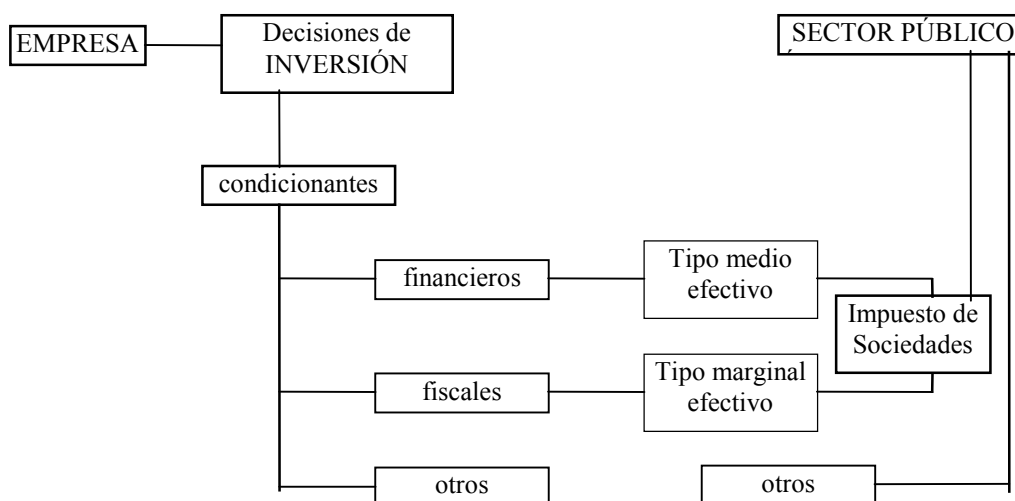 EMPRESA
Decisiones de
INVERSIÓN
SECTOR PÚBLICO
condicionantes
financieros
Tipo medio
efectivo
Impuesto de
Sociedades
fiscales
Tipo marginal
efectivo
otros
otros